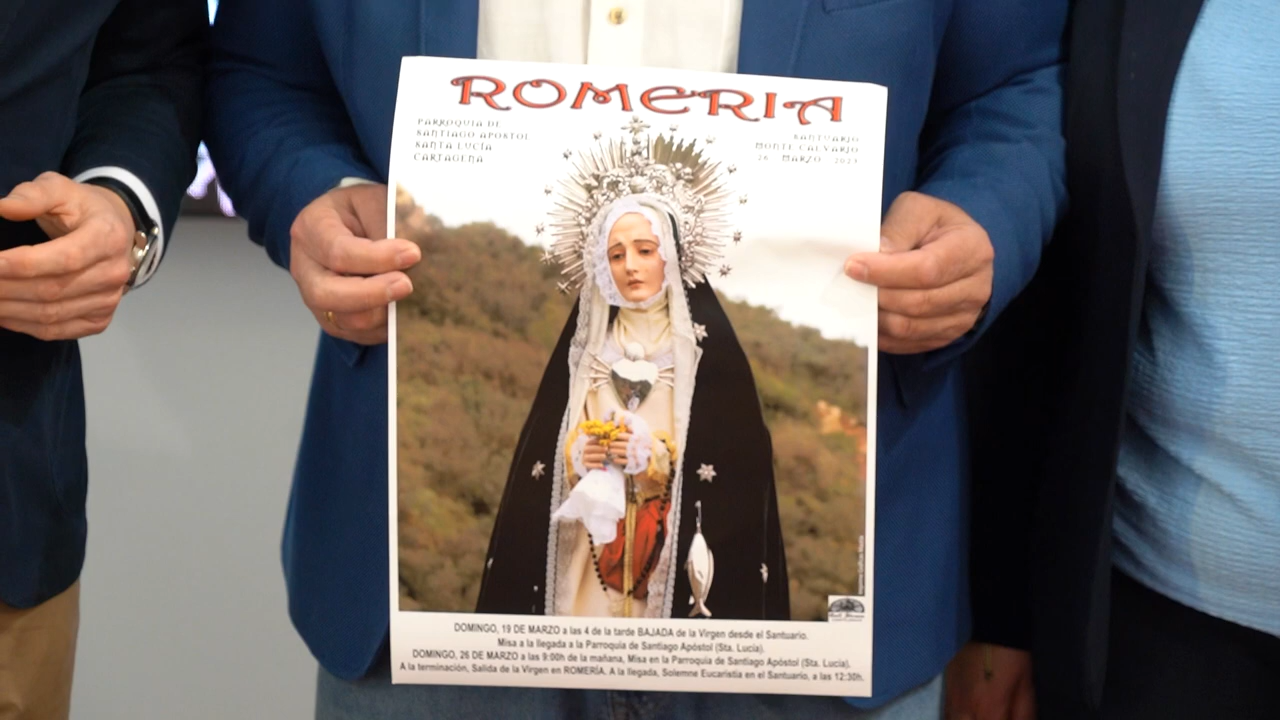 ROMERIA
PARROQUIA DE
SANTIAGO APOSTOL
SANTA LUCÍA
CARTAGENA
SANTUARIO
MONTE CALVARIO
26 MARZO 2023
DOMINGO, 19 DE MARZO a las 4 de la tarde BAJADA de la Virgen desde el Santuario.
Misa a la llegada a la Parroquia de Santiago Apóstol (Sta. Lucía).
DOMINGO, 26 DE MARZO a las 9:00h de la mañana, Misa en la Parroquia de Santiago Apóstol (Sta. Lucía).
A la terminación, Salida de la Virgen en ROMERÍA. A la llegada, Solemne Eucaristia en el Santuario, a las 12:30h.